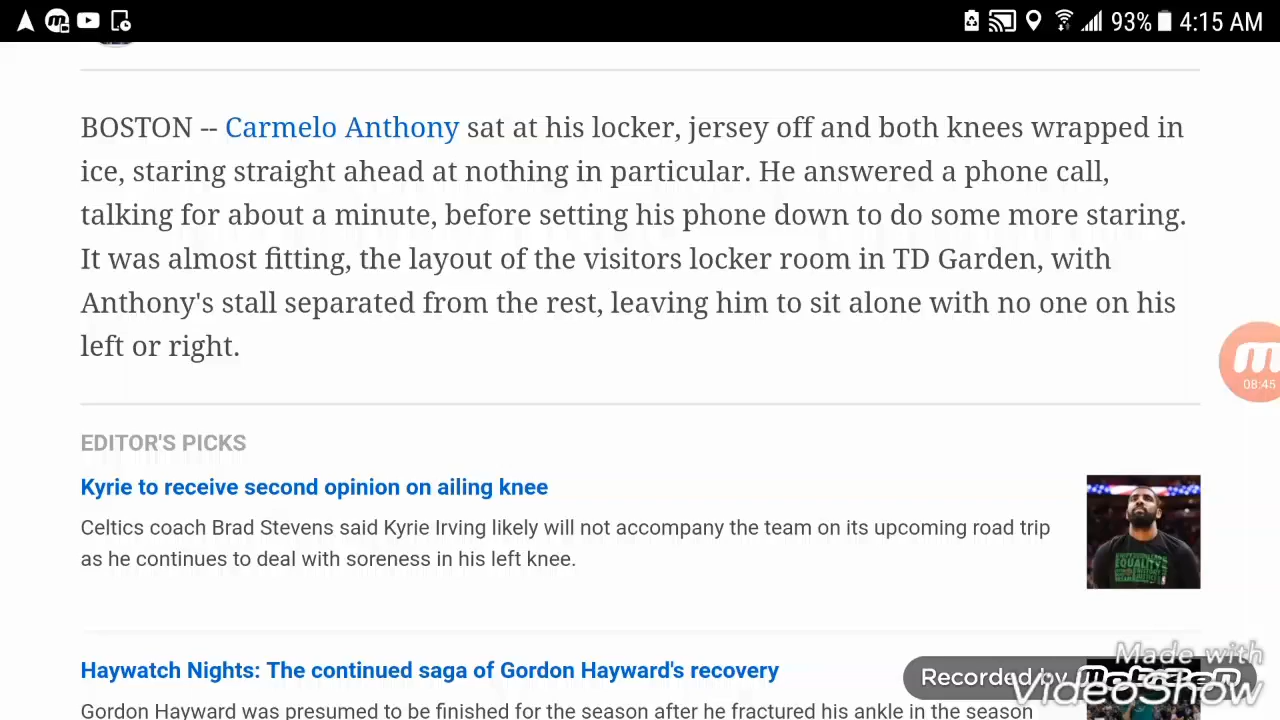 93% 4:15 AM
BOSTON -- Carmelo Anthony sat at his locker, jersey off and both knees wrapped in
ice, staring straight ahead at nothing in particular. He answered a phone call,
talking for about a minute, before setting his phone down to do some more staring.
It was almost fitting, the layout of the visitors locker room in TD Garden, with
Anthony's stall separated from the rest, leaving him to sit alone with no one on his
left or right.
08:45
EDITOR'S PICKS
Kyrie to receive second opinion on ailing knee
Celtics coach Brad Stevens said Kyrie Irving likely will not accompany the team on its upcoming road trip
as he continues to deal with soreness in his left knee.
EQUALITY
Haywatch Nights: The continued saga of Gordon Hayward's recovery
Gordon Hayward was presumed to be finished for the season after he fractured his ankle in the season
Recorded by
Made with
VideoShow